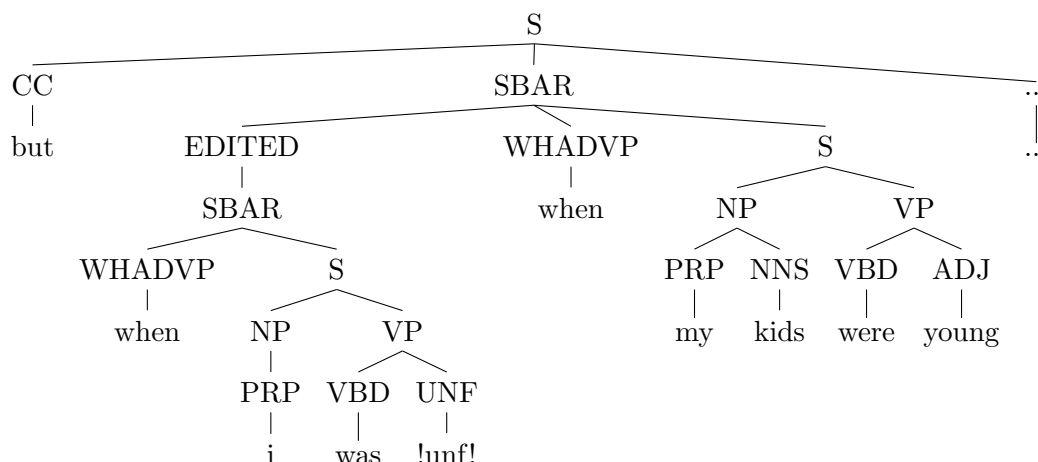 S
CC SBAR ...
but EDITED WHADVP S ...
SBAR when NP VP
WHADVP S PRP NNS VBD ADJ
when NP VP my kids were young
PRP VBD UNF
i was !unf!